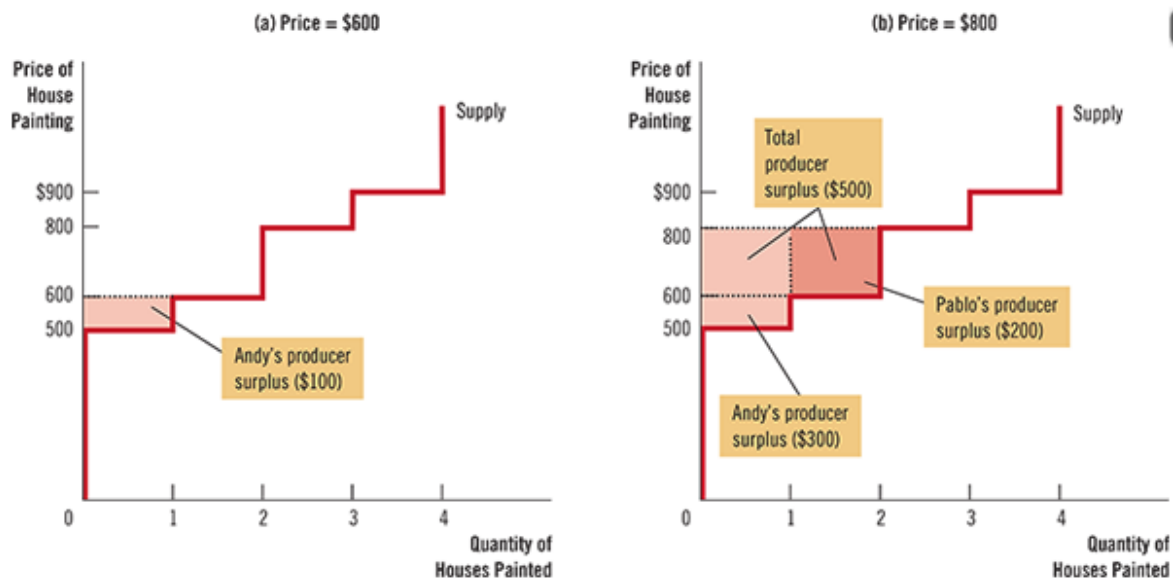 (a) Price = $600
Price of
House
Painting
Supply
$900
800
600
500
Andy's producer
surplus ($100)
0
1
2
3
4
Quantity of
Houses Painted
(b) Price = $800
Price of
House
Painting
Supply
Total
producer
surplus ($500)
$900
800
600
500
Pablo's producer
surplus ($200)
Andy's producer
surplus ($300)
0
1
2
3
4
Quantity of
Houses Painted